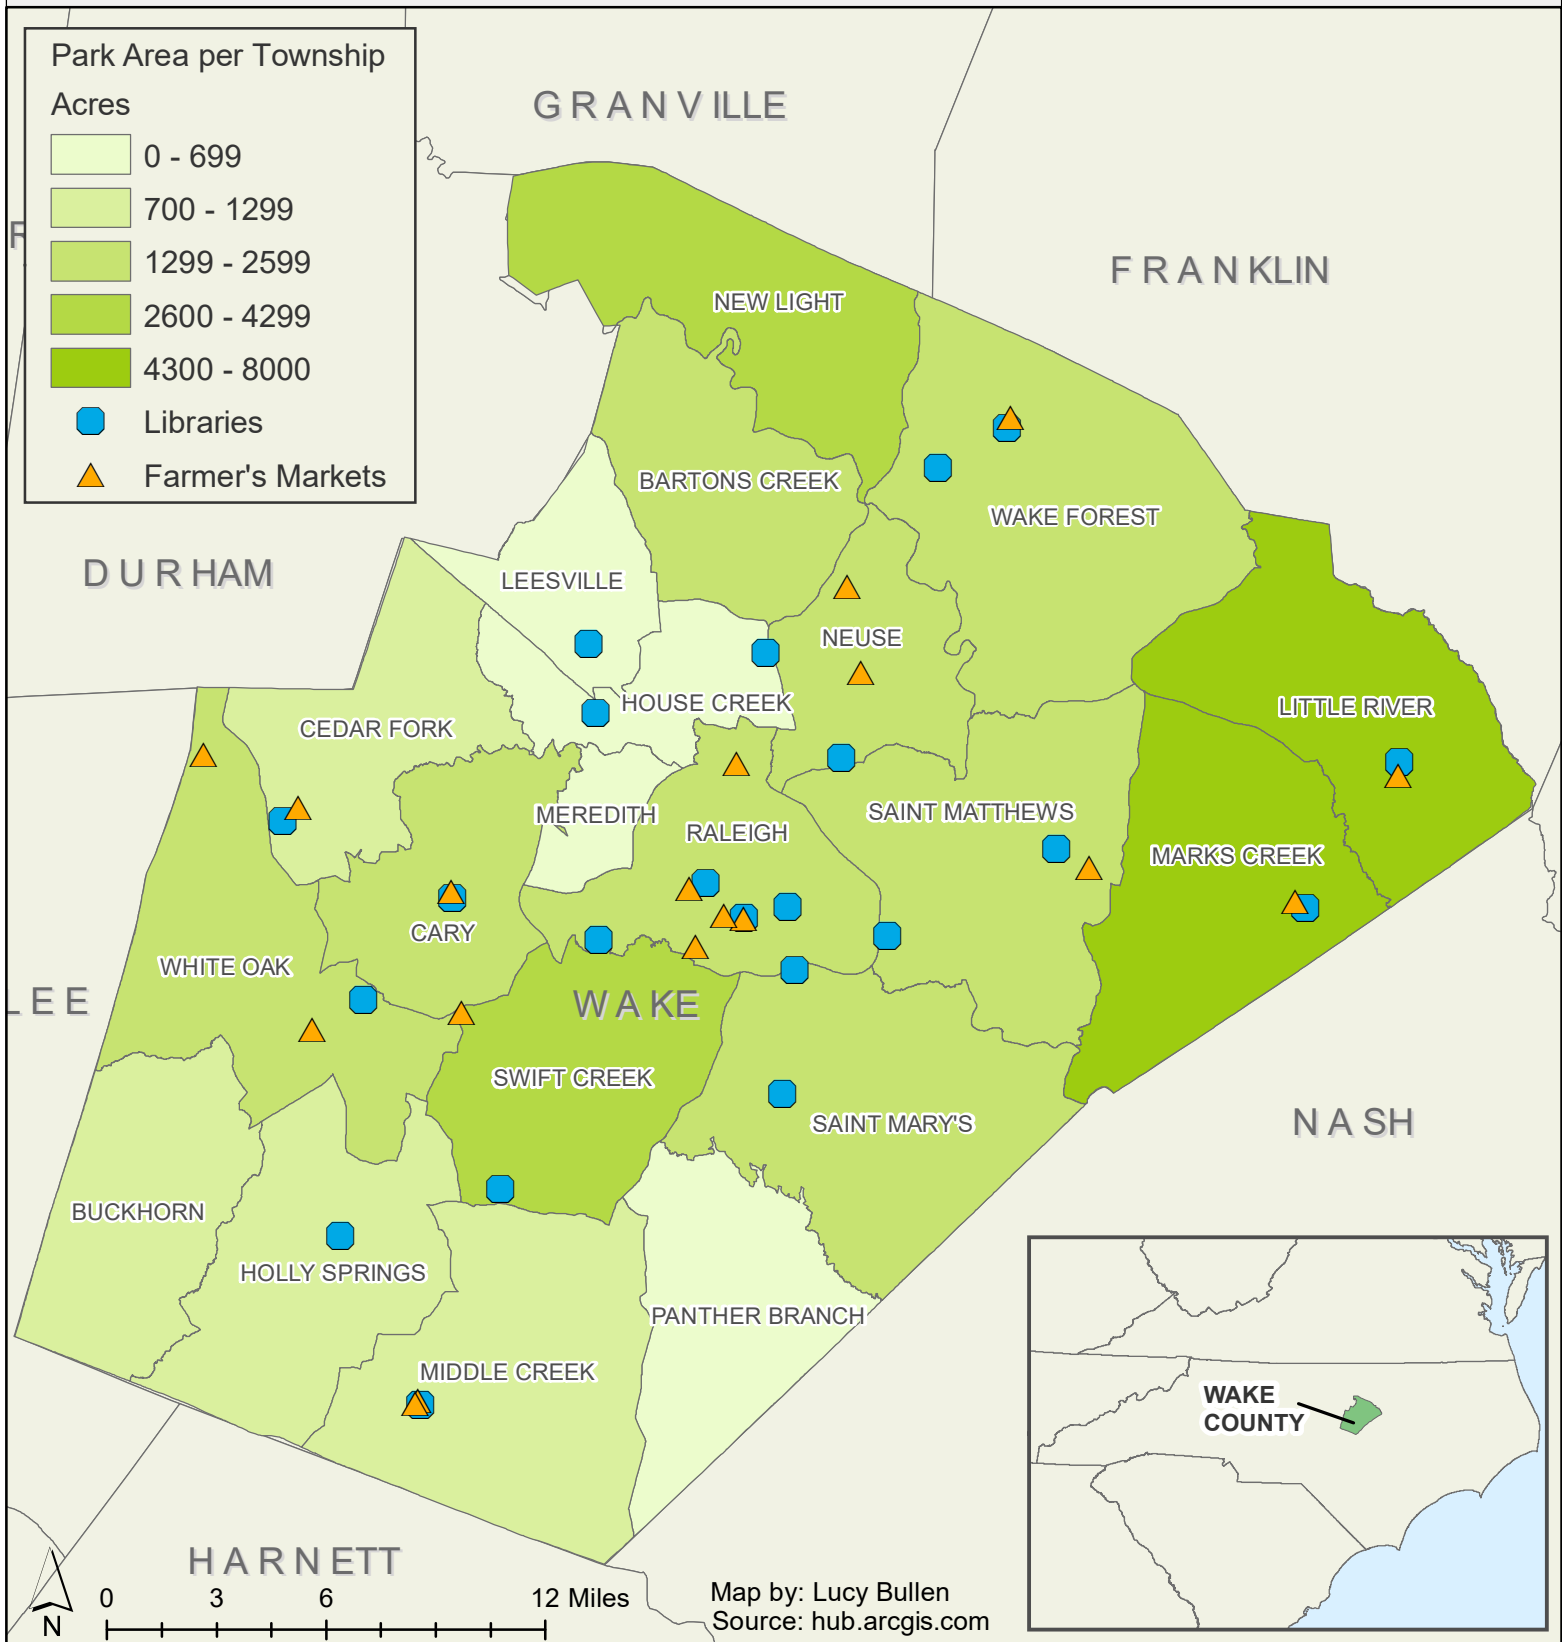 Park Area per Township
Acres
0 - 699
700 - 1299
1299 - 2599
2600 - 4299
4300 - 8000
Libraries
Farmer's Markets
GRANVILLE
FRANKLIN
NEW LIGHT
BARTONS CREEK
WAKE FOREST
DURHAM
LEESVILLE
NEUSE
HOUSE CREEK
LITTLE RIVER
CEDAR FORK
MEREDITH
RALEIGH
SAINT MATTHEWS
MARKS CREEK
CARY
WHITE OAK
LEE
WAKE
SWIFT CREEK
SAINT MARY'S
NASH
BUCKHORN
HOLLY SPRINGS
PANTHER BRANCH
MIDDLE CREEK
WAKE
COUNTY
HARNETT
N
0 3 6 12 Miles
Map by: Lucy Bullen
Source: hub.arcgis.com